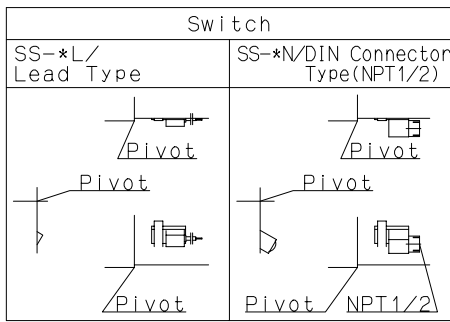 Switch
SS-*L/
Lead Type
SS-*N/DIN Connector
Type(NPT1/2)
Pivot
Pivot
Pivot
Pivot
Pivot
Pivot
NPT1/2